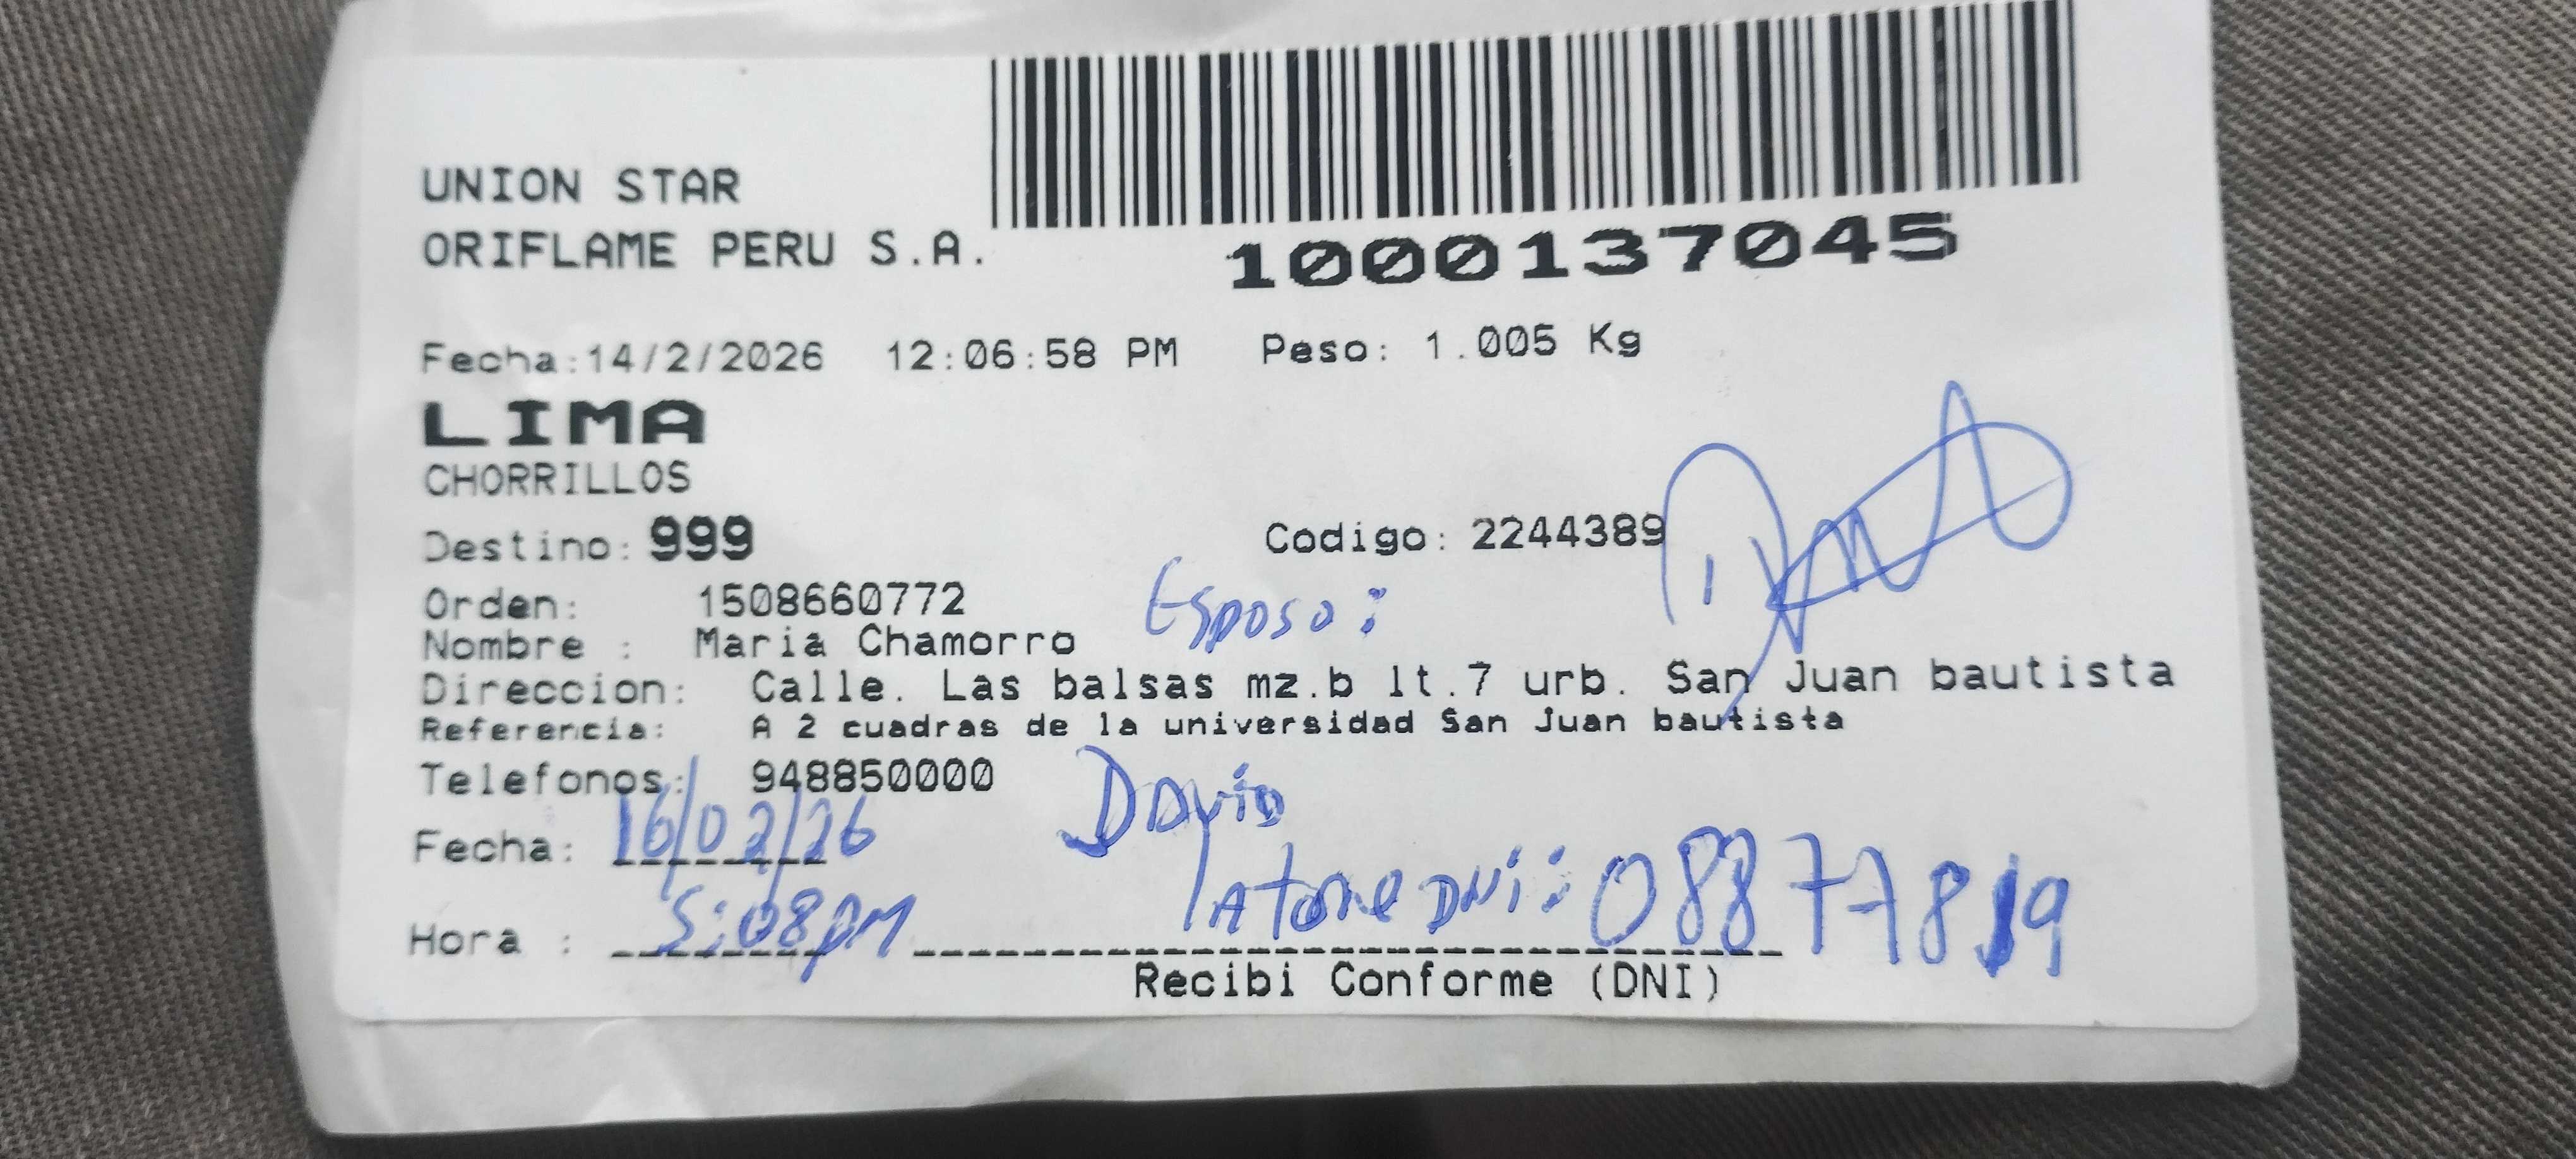 UNION STAR
ORIFLAME PERU S.A.
1000137045
Fecha:14/2/2026 12:06:58 PM Peso: 1.005 Kg
LIMA
CHORRILLOS
Destino: 999 Codigo: 2244389
Orden: 1508660772
Esposo:
Nombre : Maria Chamorro
Direccion: Calle. Las balsas mz.b lt.7 urb. San Juan bautista
Referencia: A 2 cuadras de la universidad San Juan bautista
Telefonos: 948850000
Fecha: 16/02/26 David
Hora : 5:08pm DNi: 08877819
Recibi Conforme (DNI)